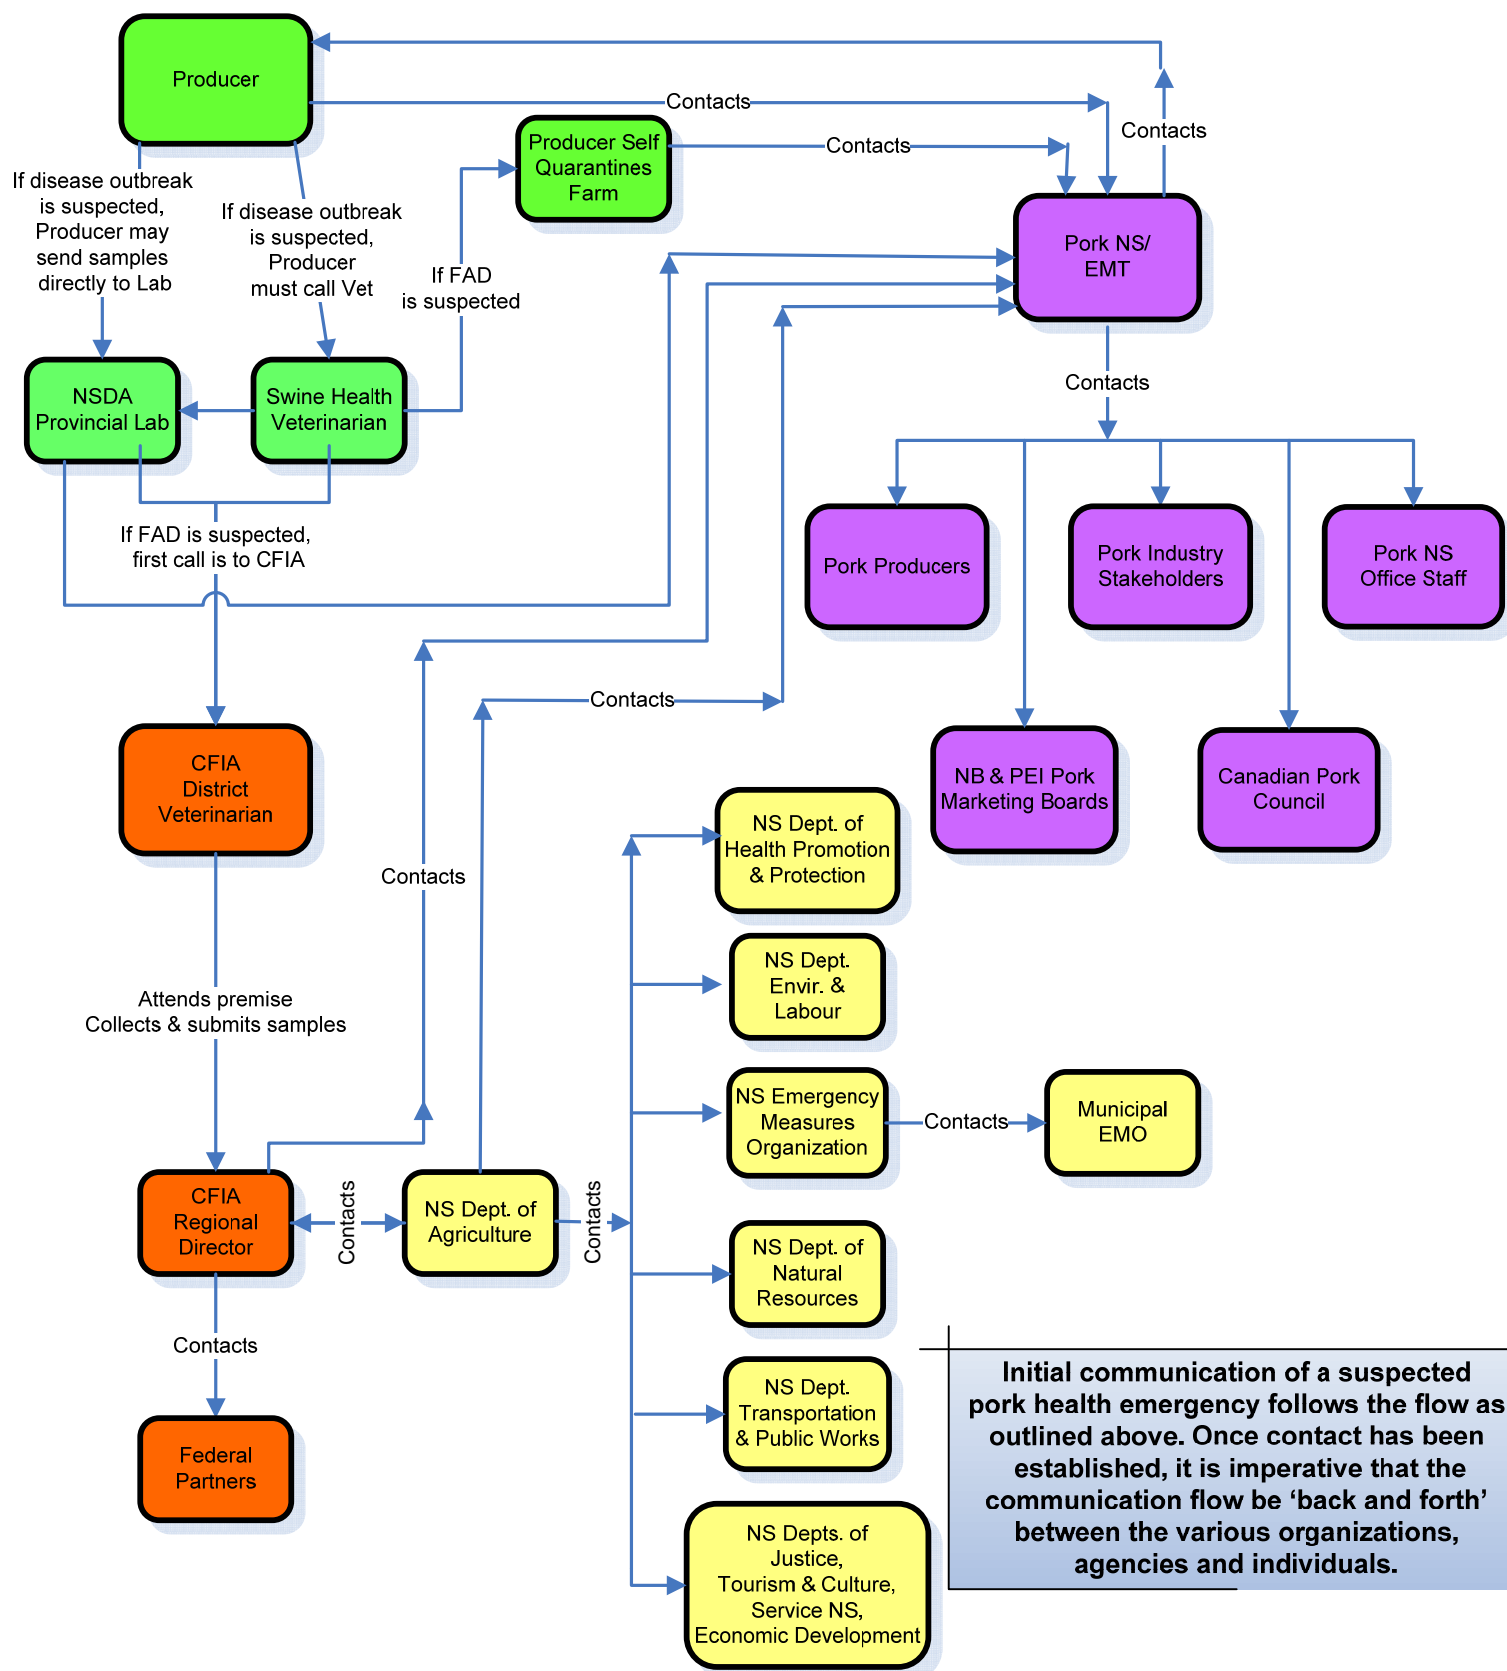 Producer
Contacts
Contacts
Producer Self
Quarantines
Farm
Contacts
If disease outbreak
is suspected,
Producer may
send samples
directly to Lab
If disease outbreak
is suspected,
Producer
must call Vet
If FAD
is suspected
Pork NS/
EMT
Contacts
NSDA
Provincial Lab
Swine Health
Veterinarian
If FAD is suspected,
first call is to CFIA
Pork Producers
Pork Industry
Stakeholders
Pork NS
Office Staff
Contacts
CFIA
District
Veterinarian
NB & PEI Pork
Marketing Boards
Canadian Pork
Council
NS Dept. of
Health Promotion
& Protection
Contacts
NS Dept.
Envir. &
Labour
Attends premise
Collects & submits samples
NS Emergency
Measures
Organization
Contacts
Municipal
EMO
CFIA
Regional
Director
Contacts
NS Dept. of
Agriculture
Contacts
NS Dept. of
Natural
Resources
Contacts
NS Dept.
Transportation
& Public Works
Federal
Partners
NS Depts. of
Justice,
Tourism & Culture,
Service NS,
Economic Development
Initial communication of a suspected
pork health emergency follows the flow as
outlined above. Once contact has been
established, it is imperative that the
communication flow be ‘back and forth’
between the various organizations,
agencies and individuals.